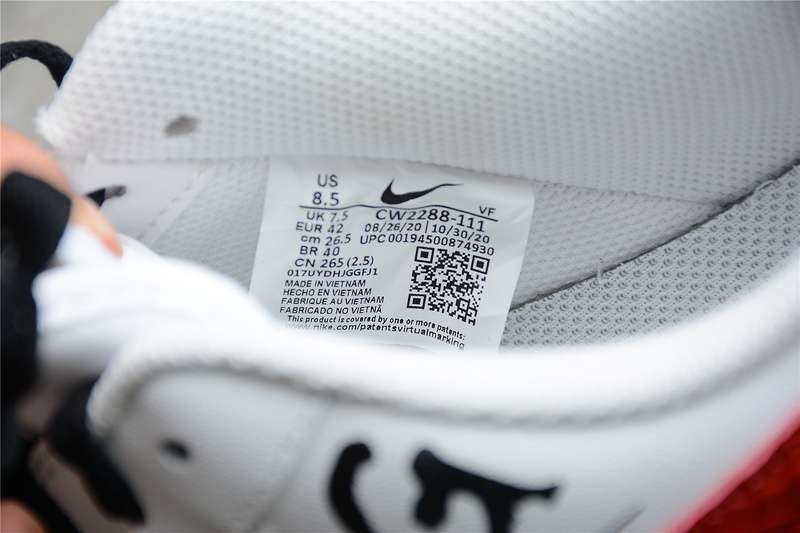 US
8.5
VF
UK 7.5 CW2288-111
EUR 42 08/26/20 | 10/30/20
cm 26.5 UPC 00194500874930
BR 40
CN 265 (2.5)
017UYDHJGGFJ1
MADE IN VIETNAM
HECHO EN VIETNAM
FABRIQUE AU VIETNAM
FABRICADO NO VIETNÃ
This product is covered by one or more patents:
www.nike.com/patentsvirtualmarking